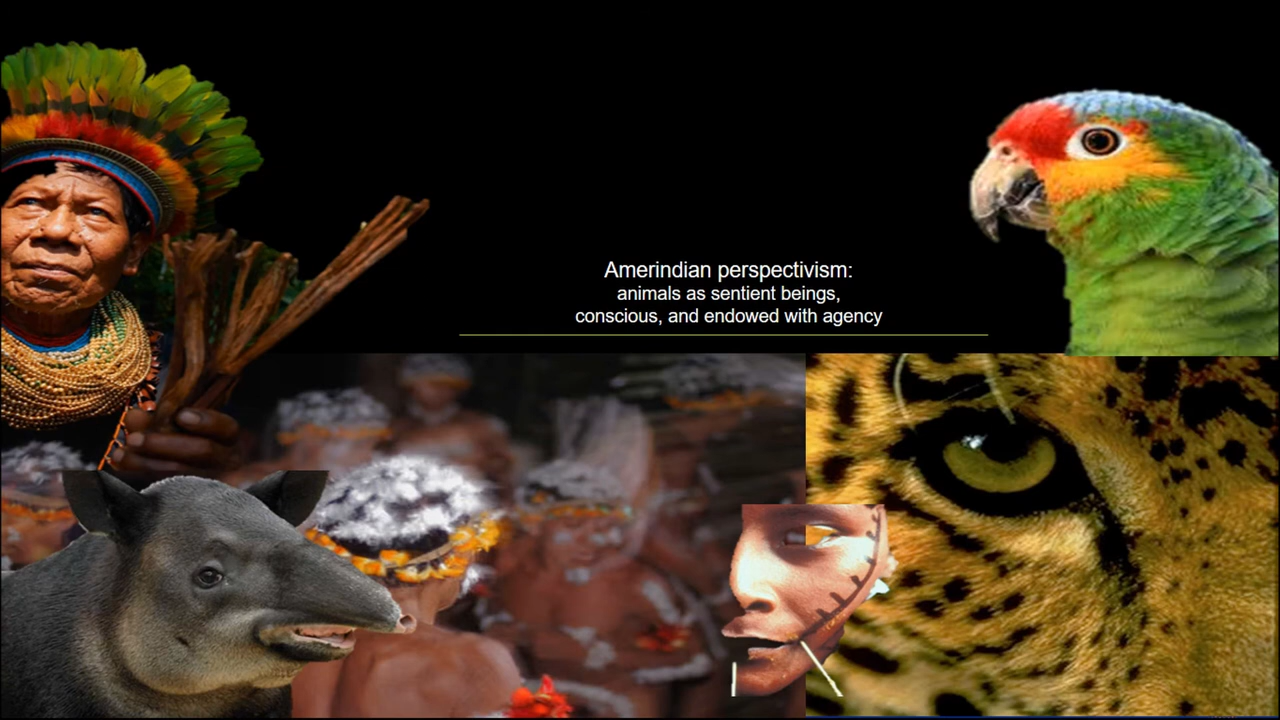 Amerindian perspectivism:
animals as sentient beings,
conscious, and endowed with agency